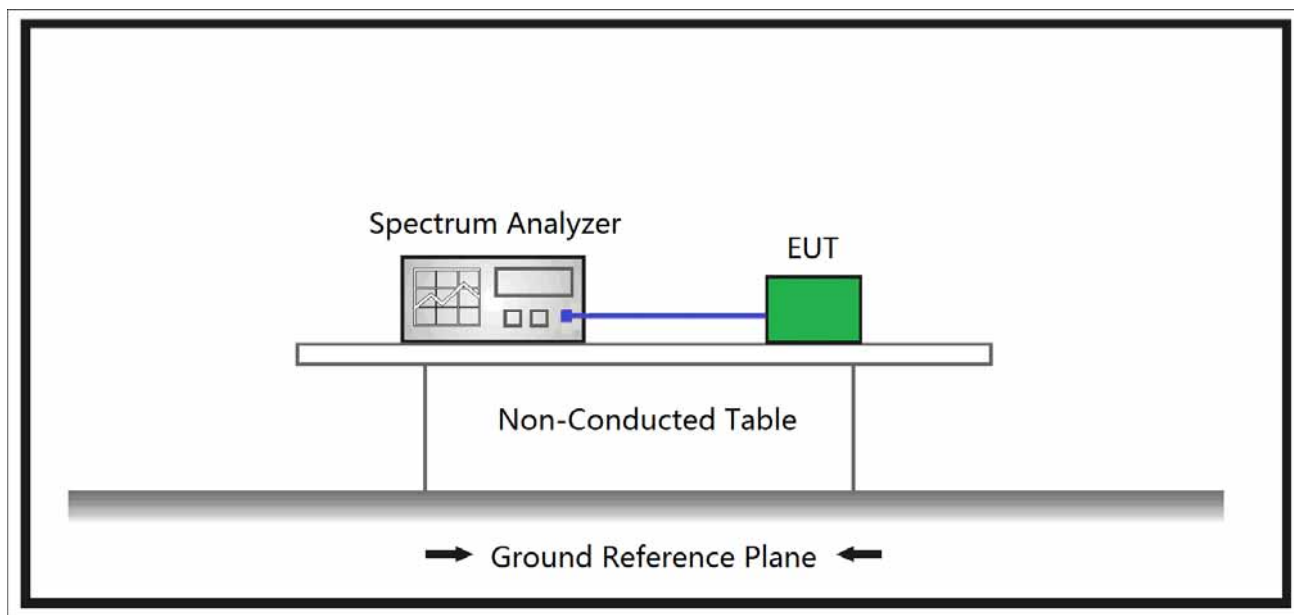 Spectrum Analyzer
EUT
Non-Conducted Table
Ground Reference Plane